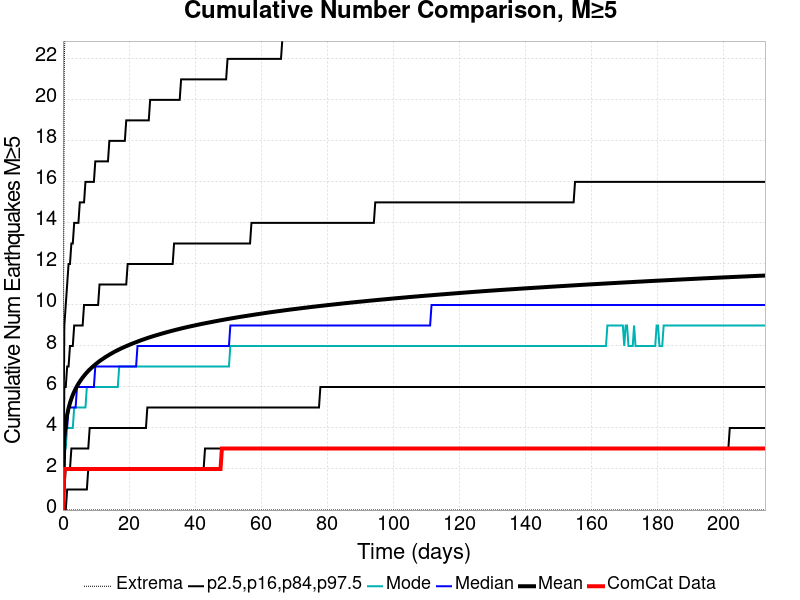 Cumulative Number Comparison, M≥5
Cumulative Num Earthquakes M≥5
22
20
18
16
14
12
10
8
6
4
2
0
0 20 40 60 80 100 120 140 160 180 200
Time (days)
Extrema p2.5,p16,p84,p97.5 Mode Median Mean ComCat Data